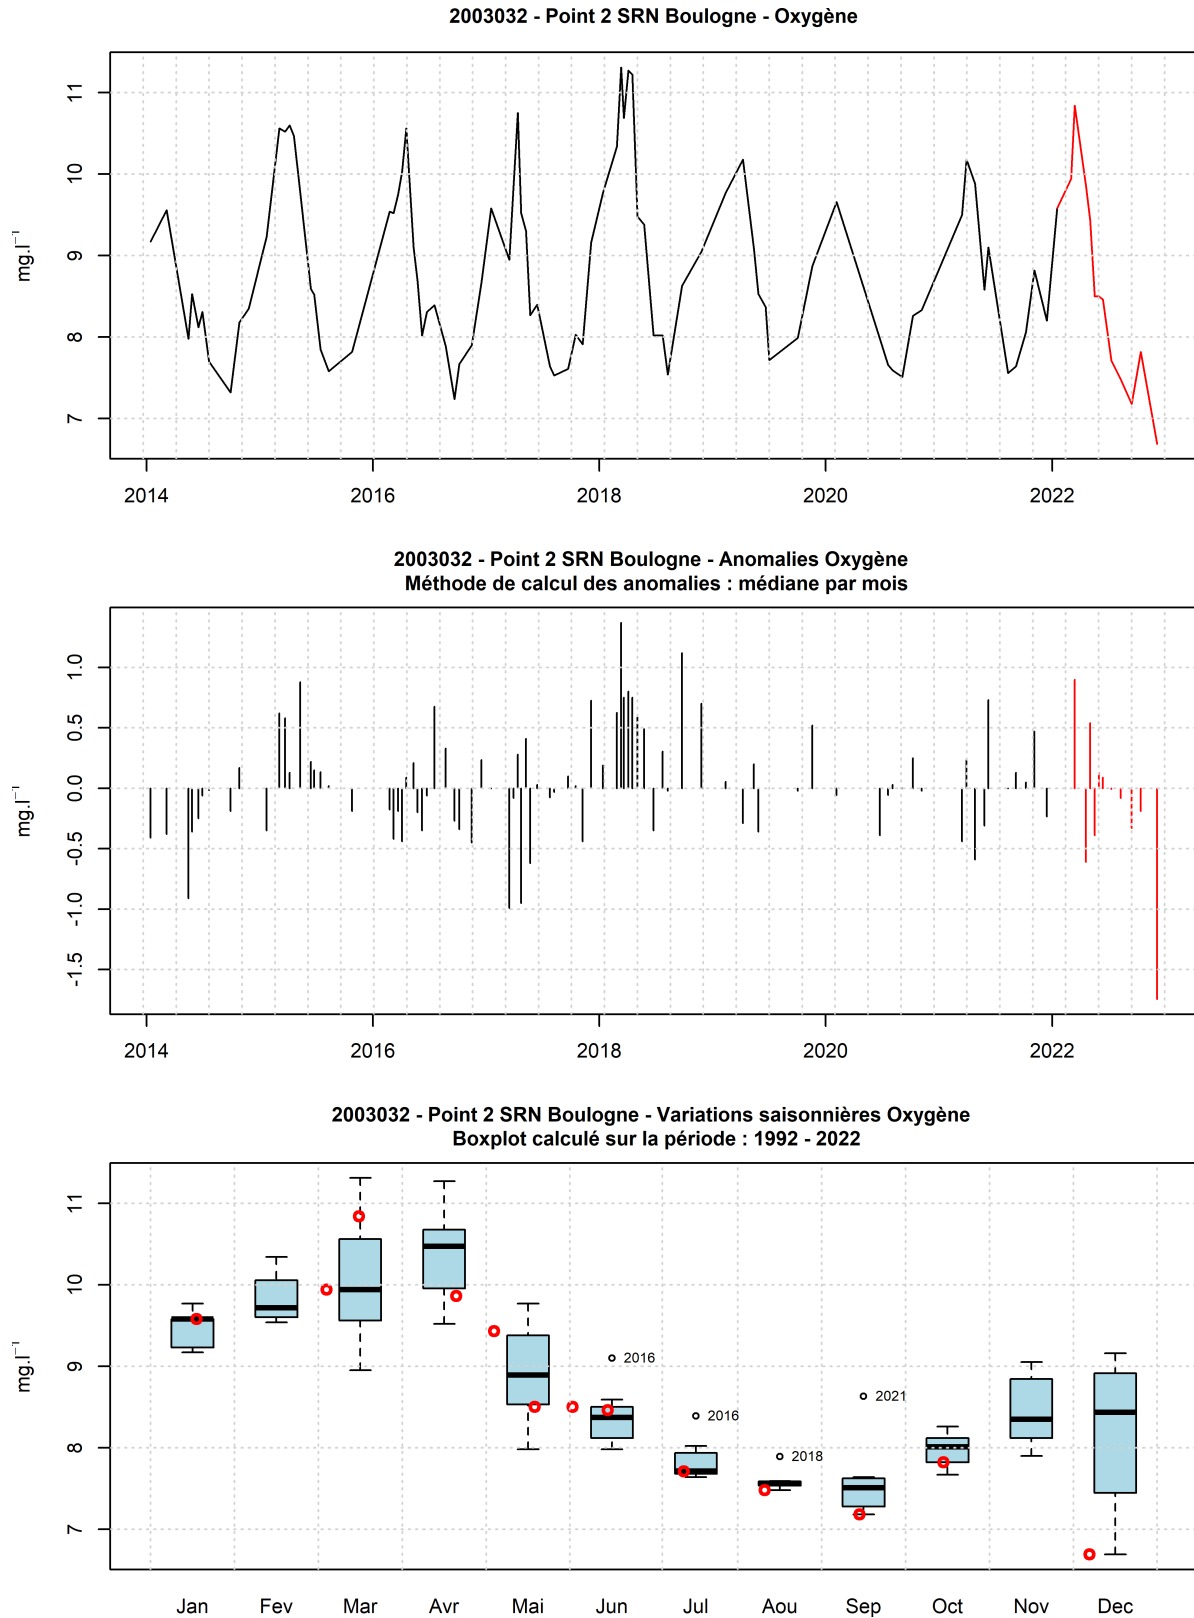 2003032 - Point 2 SRN Boulogne - Oxygène
mg.l⁻¹
11
10
9
8
7
2014 2016 2018 2020 2022
2003032 - Point 2 SRN Boulogne - Anomalies Oxygène
Méthode de calcul des anomalies : médiane par mois
mg.l⁻¹
1.0
0.5
0.0
-0.5
-1.0
-1.5
2014 2016 2018 2020 2022
2003032 - Point 2 SRN Boulogne - Variations saisonnières Oxygène
Boxplot calculé sur la période : 1992 - 2022
mg.l⁻¹
11
10
9
8
7
2016
2016
2018
2021
Jan Fev Mar Avr Mai Jun Jul Aou Sep Oct Nov Dec